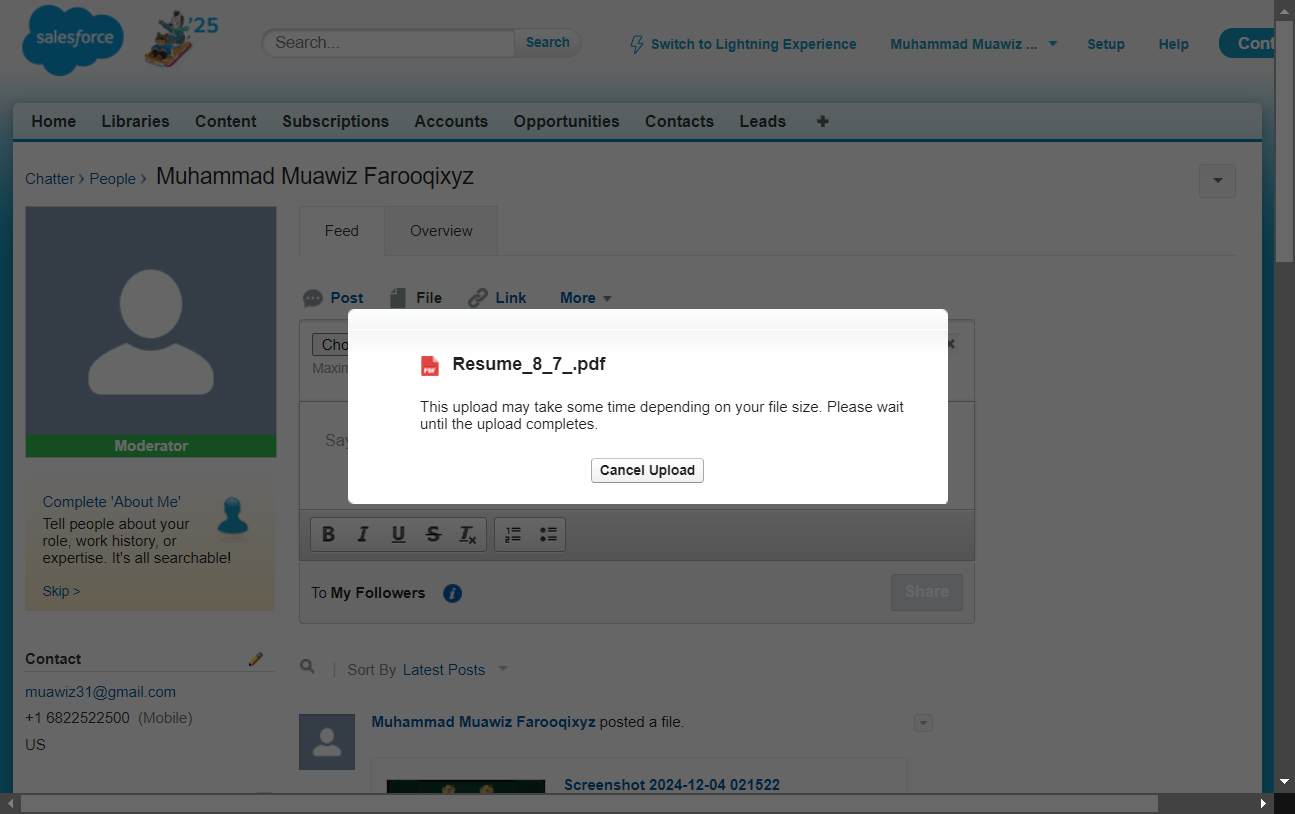 salesforce
'25
Search...
Search
Switch to Lightning Experience
Muhammad Muawiz ...
Setup
Help
Cont
Home
Libraries
Content
Subscriptions
Accounts
Opportunities
Contacts
Leads
Chatter › People › Muhammad Muawiz Farooqixyz
Feed
Overview
Post
File
Link
More
Cho
Maxim
Resume_8_7_.pdf
This upload may take some time depending on your file size. Please wait
until the upload completes.
Cancel Upload
Say
Moderator
Complete 'About Me'
Tell people about your
role, work history, or
expertise. It's all searchable!
Skip >
B I U S Tx
To My Followers
Share
Contact
muawiz31@gmail.com
+1 6822522500 (Mobile)
US
Sort By Latest Posts
Muhammad Muawiz Farooqixyz posted a file.
Screenshot 2024-12-04 021522